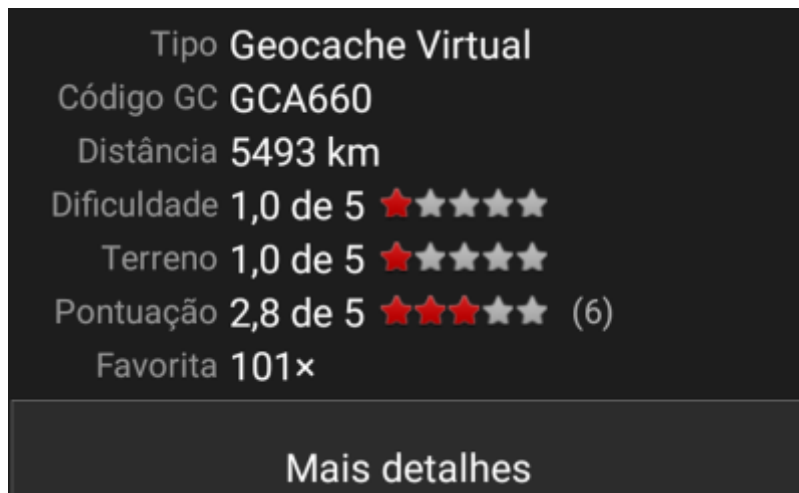 Tipo Geocache Virtual
Código GC GCA660
Distância 5493 km
Dificuldade 1,0 de 5
Terreno 1,0 de 5
Pontuação 2,8 de 5 (6)
Favorita 101×
Mais detalhes